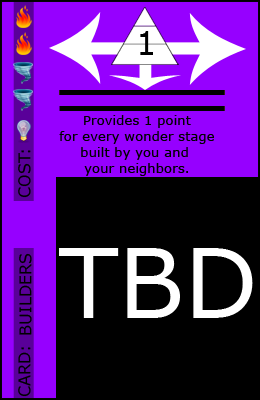 1
Provides 1 point
for every wonder stage
built by you and
your neighbors.
COST:
CARD: BUILDERS
TBD